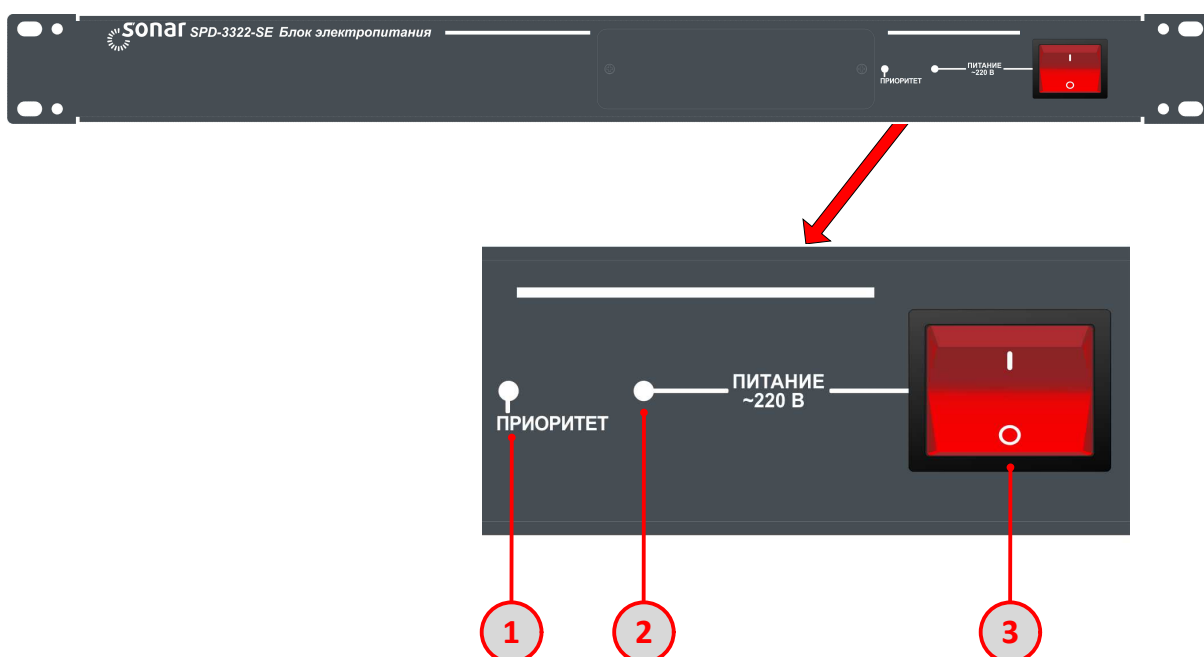 sonar SPD-3322-SE Блок электропитания
ПРИОРИТЕТ
ПИТАНИЕ
~220 В
I
O
ПРИОРИТЕТ
ПИТАНИЕ
~220 В
I
O
1
2
3